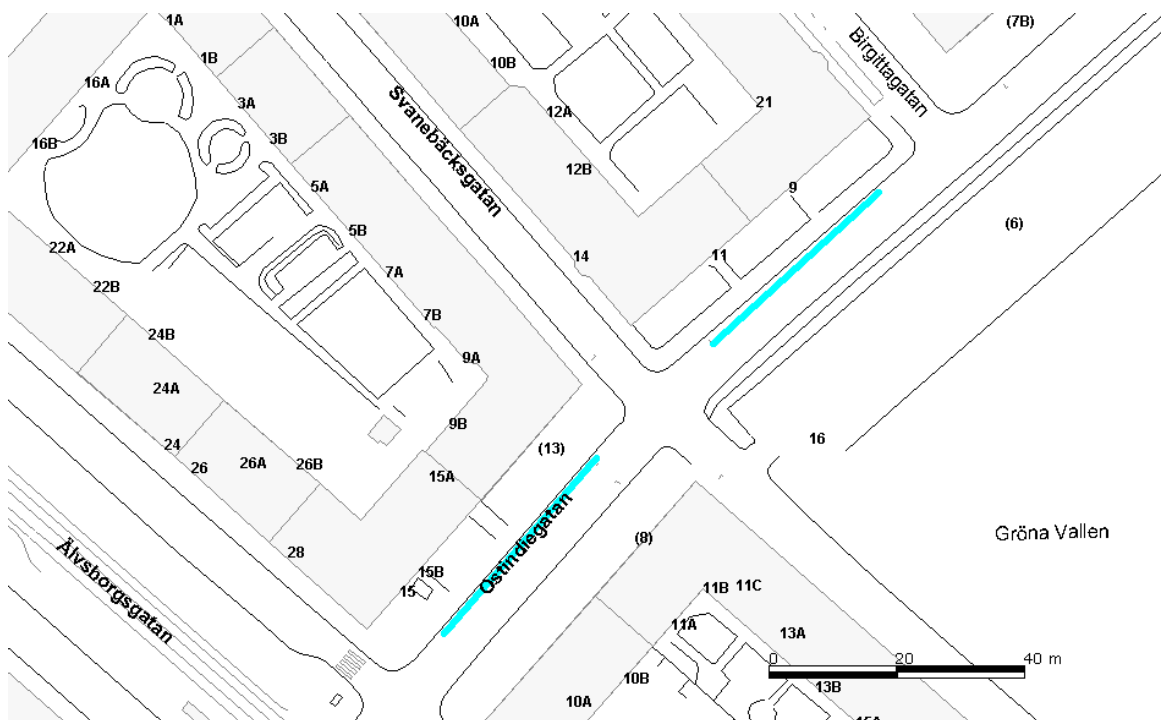 1A
10A
(7B)
1B
10B
Birgittagatan
16A
3A
12A
21
16B
3B
12B
Svanebäcksgatan
5A
9
22A
5B
(6)
14
11
22B
7A
24B
7B
9A
24A
9B
16
24
26
26A
26B
15A
(13)
28
Ostindiegatan
(8)
Gröna Vallen
Älvsborgsgatan
15B
15
11B
11C
11A
13A
0
20
40 m
10B
10A
13B
15A